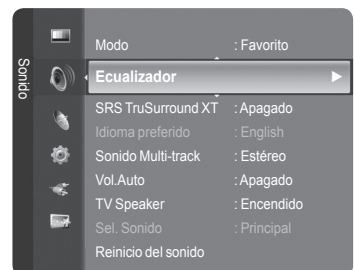 Sonido
Modo : Favorito
Ecualizador
SRS TruSurround XT : Apagado
Idioma preferido : English
Sonido Multi-track : Estéreo
Vol.Auto : Apagado
TV Speaker : Encendido
Sel. Sonido : Principal
Reinicio del sonido